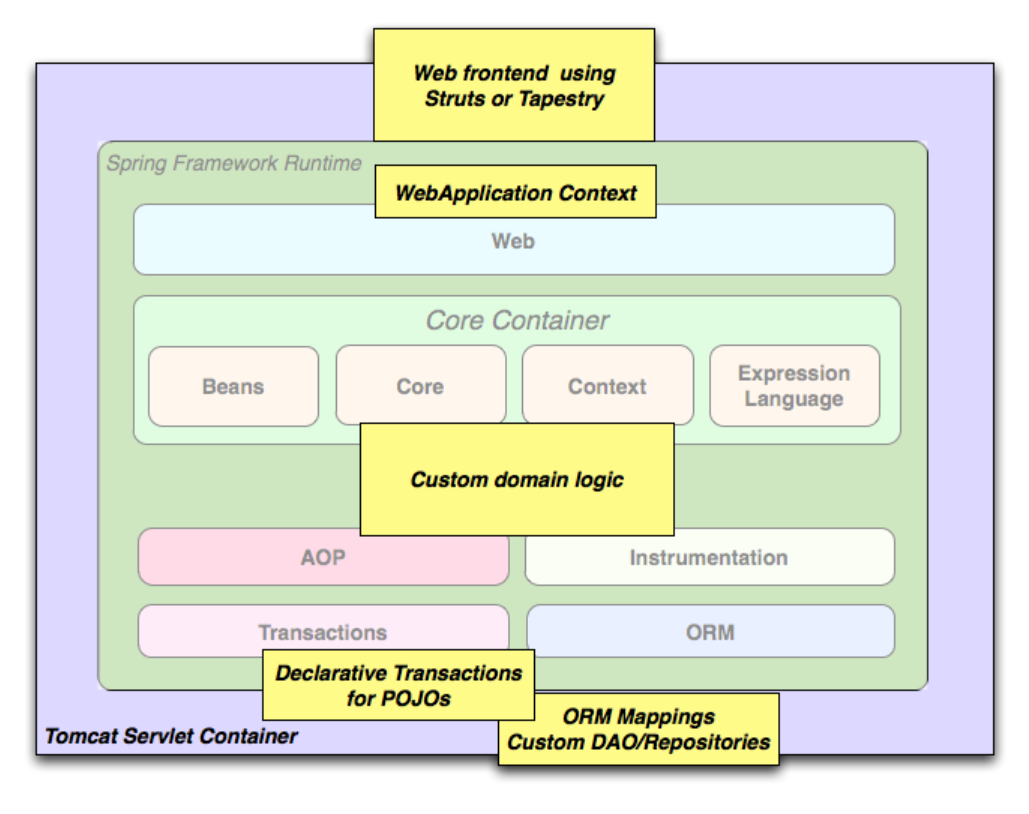 Web frontend using
Struts or Tapestry
Spring Framework Runtime
WebApplication Context
Web
Core Container
Beans
Core
Context
Expression
Language
Custom domain logic
AOP
Instrumentation
Transactions
ORM
Declarative Transactions
for POJOs
ORM Mappings
Custom DAO/Repositories
Tomcat Servlet Container